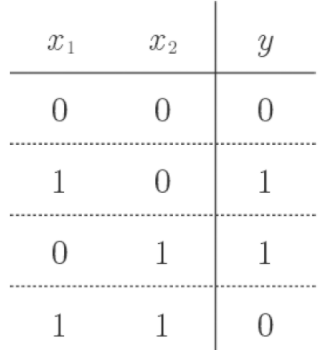 x₁ x₂ y
0 0 0
1 0 1
0 1 1
1 1 0